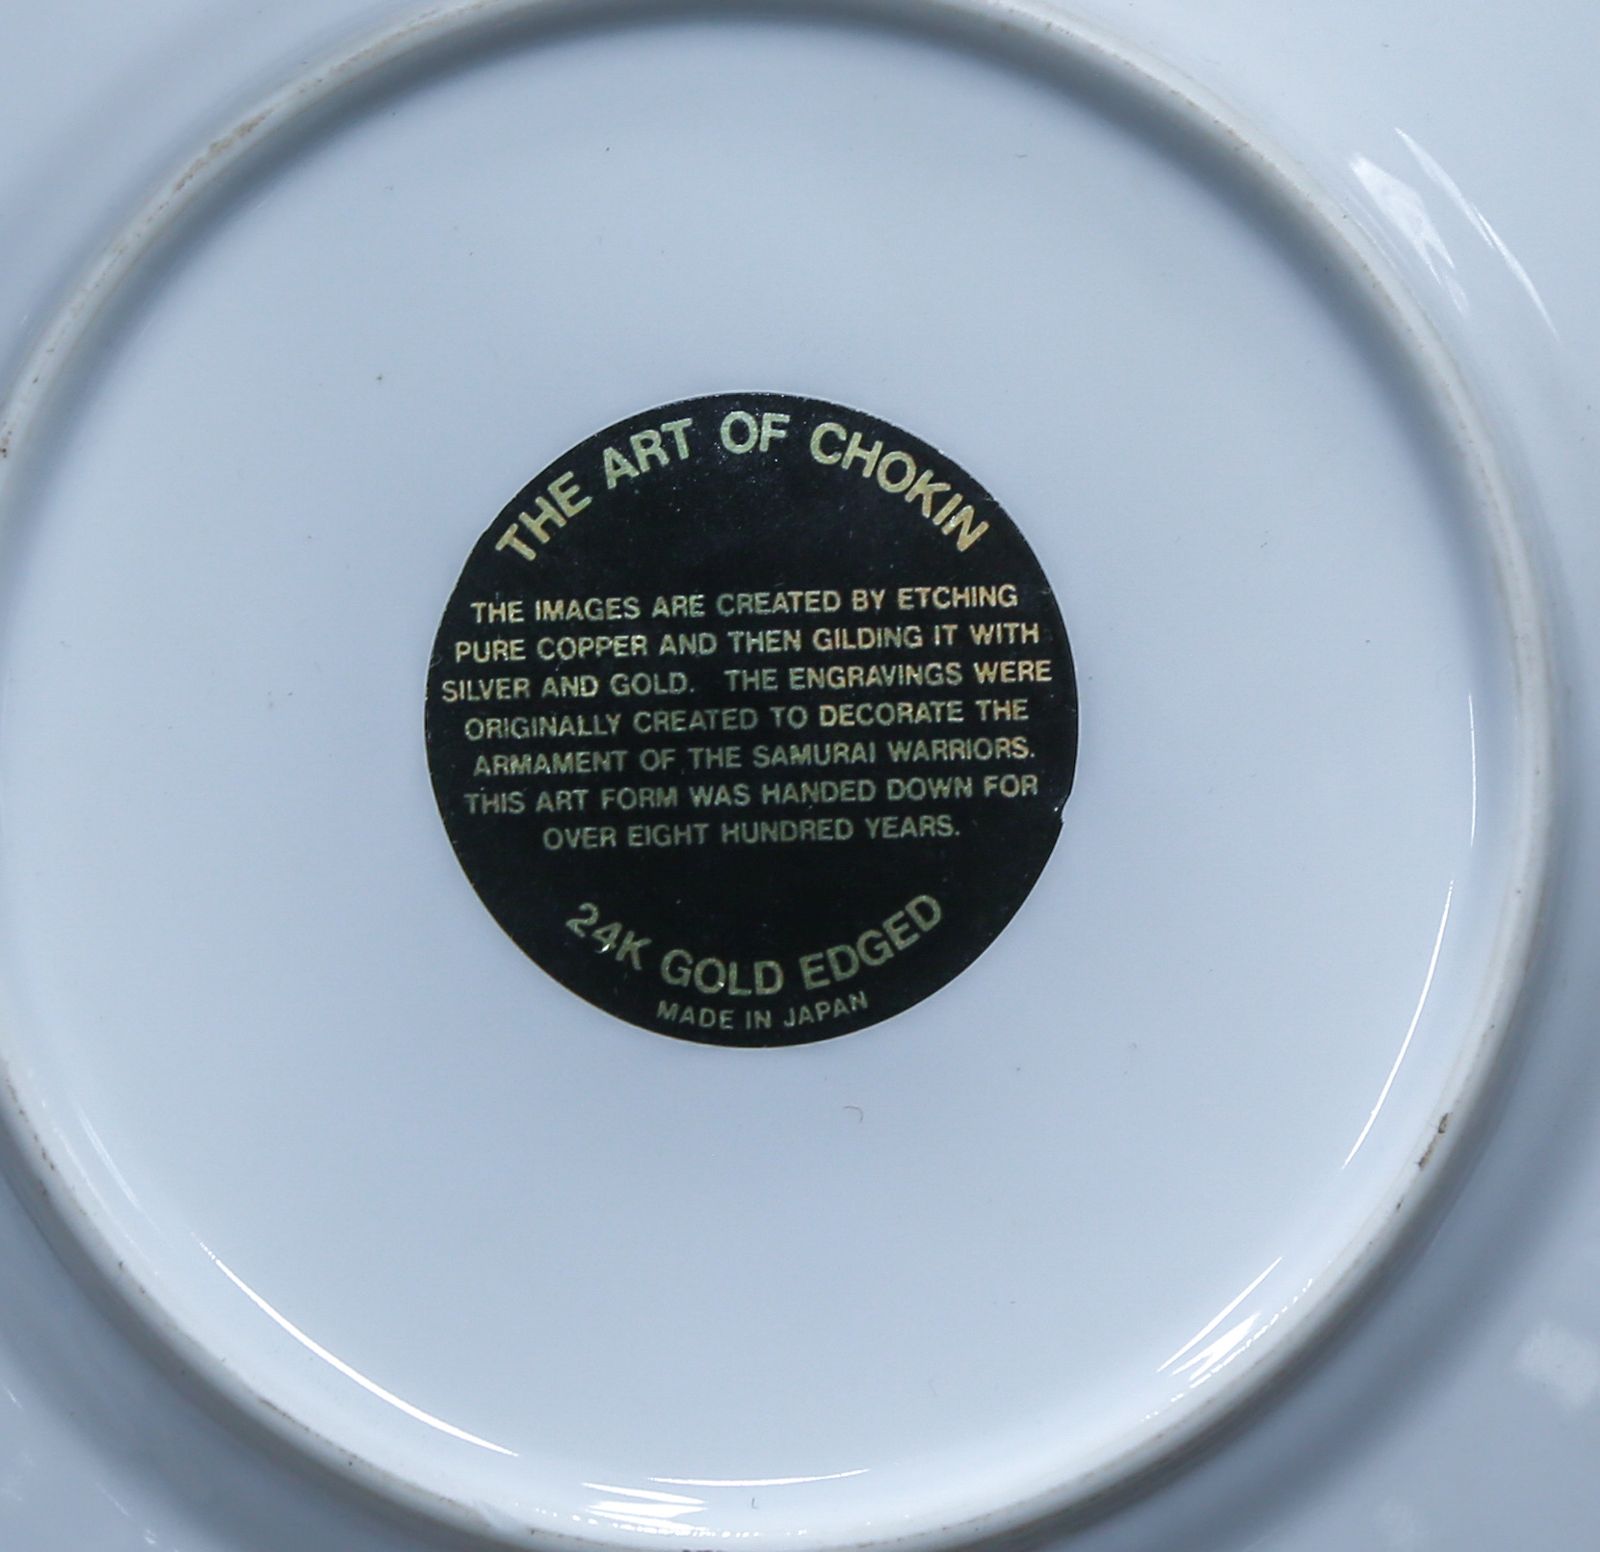 THE ART OF CHOKIN
THE IMAGES ARE CREATED BY ETCHING
PURE COPPER AND THEN GILDING IT WITH
SILVER AND GOLD. THE ENGRAVINGS WERE
ORIGINALLY CREATED TO DECORATE THE
ARMAMENT OF THE SAMURAI WARRIORS.
THIS ART FORM WAS HANDED DOWN FOR
OVER EIGHT HUNDRED YEARS.
24K GOLD EDGED
MADE IN JAPAN